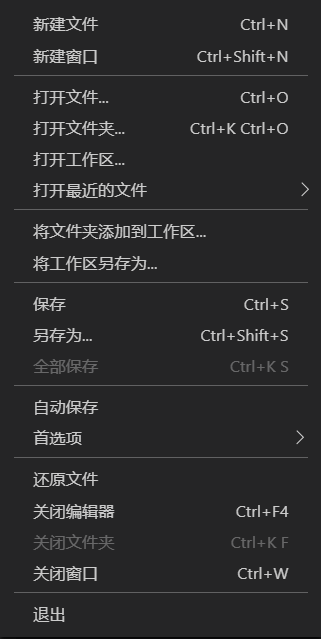 新建文件 Ctrl+N
新建窗口 Ctrl+Shift+N
打开文件... Ctrl+O
打开文件夹... Ctrl+K Ctrl+O
打开工作区...
打开最近的文件
将文件夹添加到工作区...
将工作区另存为...
保存 Ctrl+S
另存为... Ctrl+Shift+S
全部保存 Ctrl+K S
自动保存
首选项
还原文件
关闭编辑器 Ctrl+F4
关闭文件夹 Ctrl+K F
关闭窗口 Ctrl+W
退出